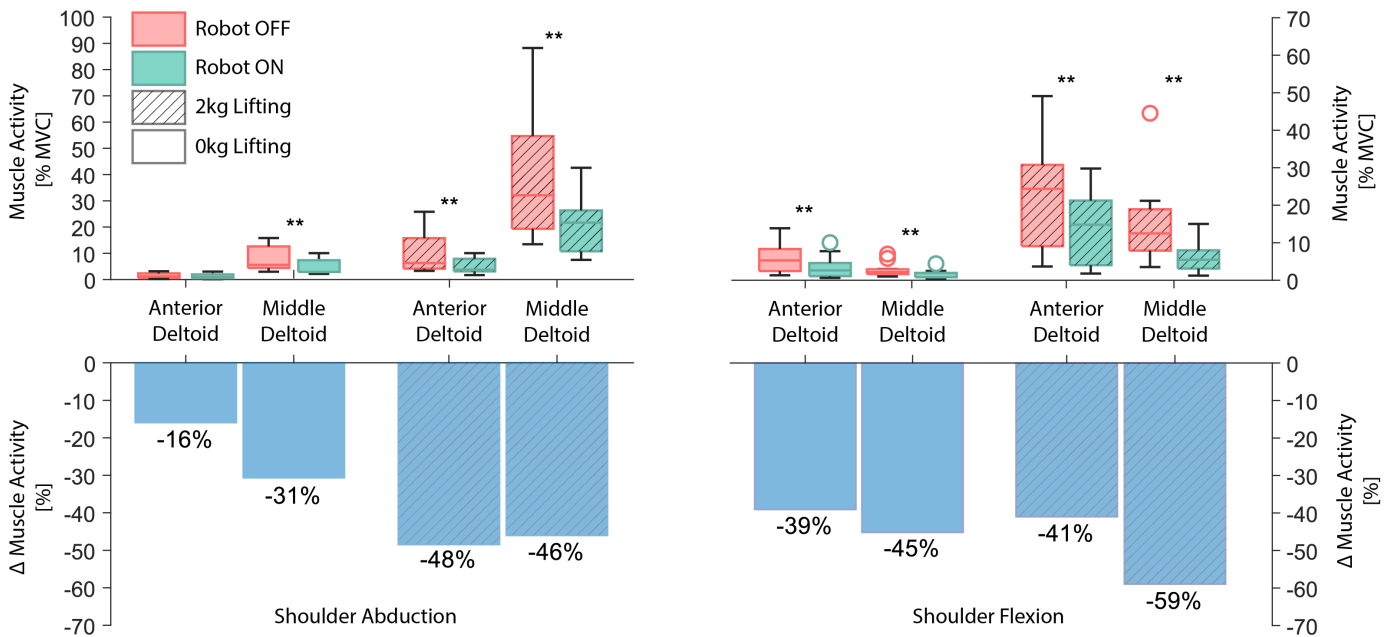 100
90
80
70
60
50
40
30
20
10
0
Muscle Activity
[% MVC]
Robot OFF
Robot ON
2kg Lifting
0kg Lifting
**
**
**
Anterior
Deltoid
Middle
Deltoid
Anterior
Deltoid
Middle
Deltoid
70
60
50
40
30
20
10
0
Muscle Activity
[% MVC]
**
**
**
**
Anterior
Deltoid
Middle
Deltoid
Anterior
Deltoid
Middle
Deltoid
0
-10
-20
-30
-40
-50
-60
-70
Δ Muscle Activity
[%]
-16%
-31%
-48%
-46%
Shoulder Abduction
0
-10
-20
-30
-40
-50
-60
-70
Δ Muscle Activity
[%]
-39%
-45%
-41%
-59%
Shoulder Flexion